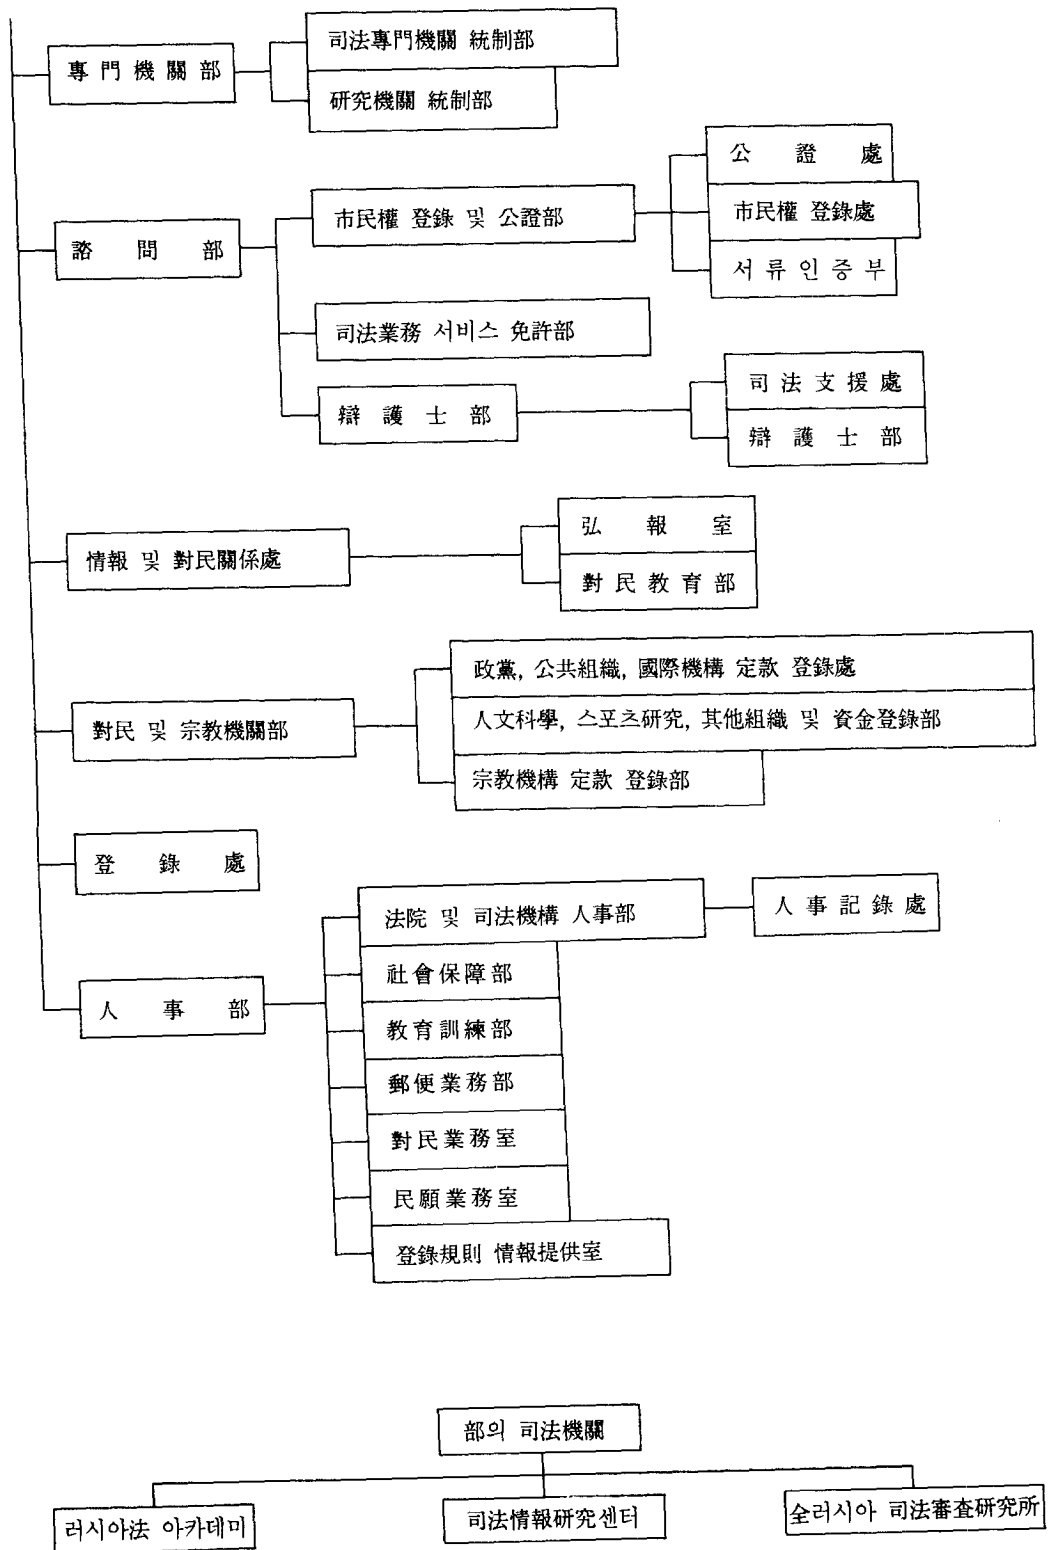 專門機關部
司法專門機關 統制部
研究機關 統制部
諮問部
市民權 登錄 및 公證部
公證處
市民權 登錄處
서류인증부
司法業務 서비스 免許部
辯護士部
司法支援處
辯護士部
情報 및 對民關係處
弘報室
對民教育部
對民 및 宗教機關部
政黨, 公共組織, 國際機構 定款 登錄處
人文科學, 스포츠研究, 其他組織 및 資金登錄部
宗教機構 定款 登錄部
登錄處
人事部
法院 및 司法機構 人事部
人事記錄處
社會保障部
教育訓練部
郵便業務部
對民業務室
民願業務室
登錄規則 情報提供室
部의 司法機關
러시아法 아카데미
司法情報研究센터
全러시아 司法審査研究所